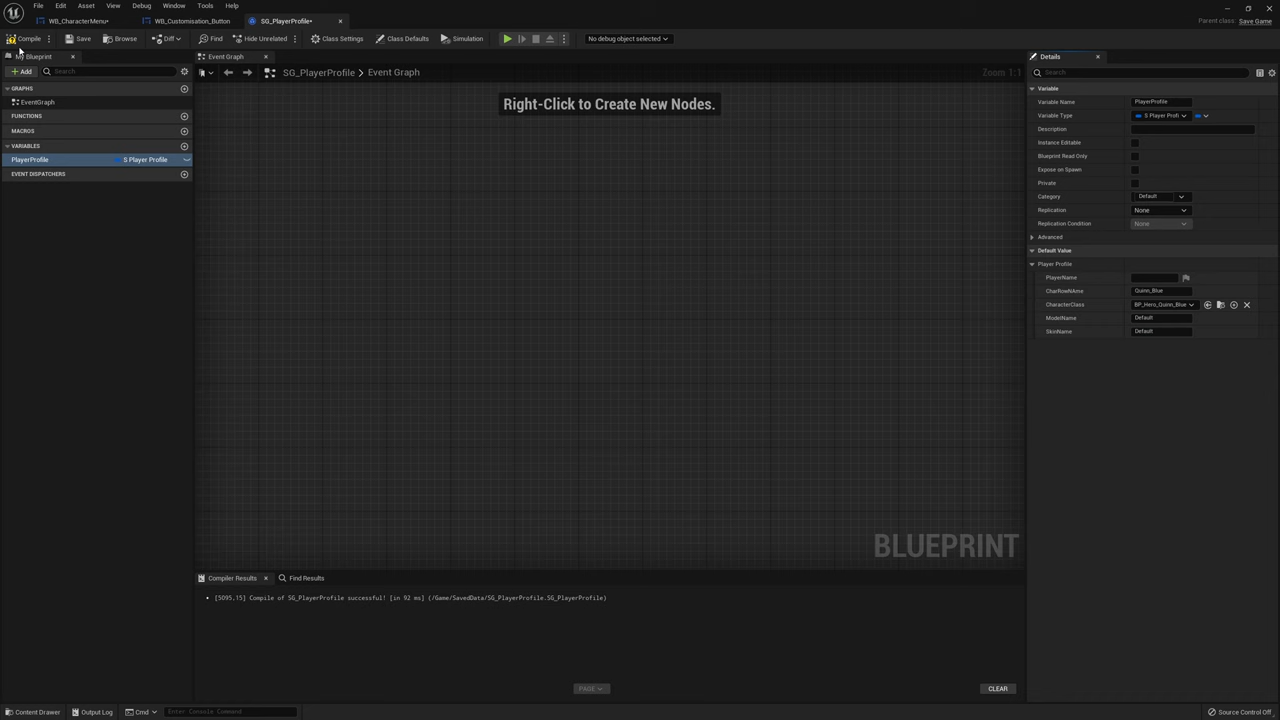 File Edit Asset View Debug Window Tools Help
WB_CharacterMenu• WB_Customisation_Button SG_PlayerProfile•
Parent class: Save Game
Compile Save Browse Diff Find Hide Unrelated Class Settings Class Defaults Simulation No debug object selected
My Blueprint
Event Graph
Details
Add Search
SG_PlayerProfile > Event Graph
Zoom 1:1
Search
GRAPHS
EventGraph
FUNCTIONS
MACROS
VARIABLES
PlayerProfile S Player Profile
EVENT DISPATCHERS
Right-Click to Create New Nodes.
BLUEPRINT
Variable
Variable Name PlayerProfile
Variable Type S Player Profi
Description
Instance Editable
Blueprint Read Only
Expose on Spawn
Private
Category Default
Replication None
Replication Condition None
Advanced
Default Value
Player Profile
PlayerName
CharRowNAme Quinn_Blue
CharacterClass BP_Hero_Quinn_Blue
ModelName Default
SkinName Default
Compiler Results Find Results
• [5095.15] Compile of SG_PlayerProfile successful! [in 92 ms] (/Game/SavedData/SG_PlayerProfile.SG_PlayerProfile)
PAGE
CLEAR
Content Drawer Output Log Cmd Enter Console Command
Source Control Off